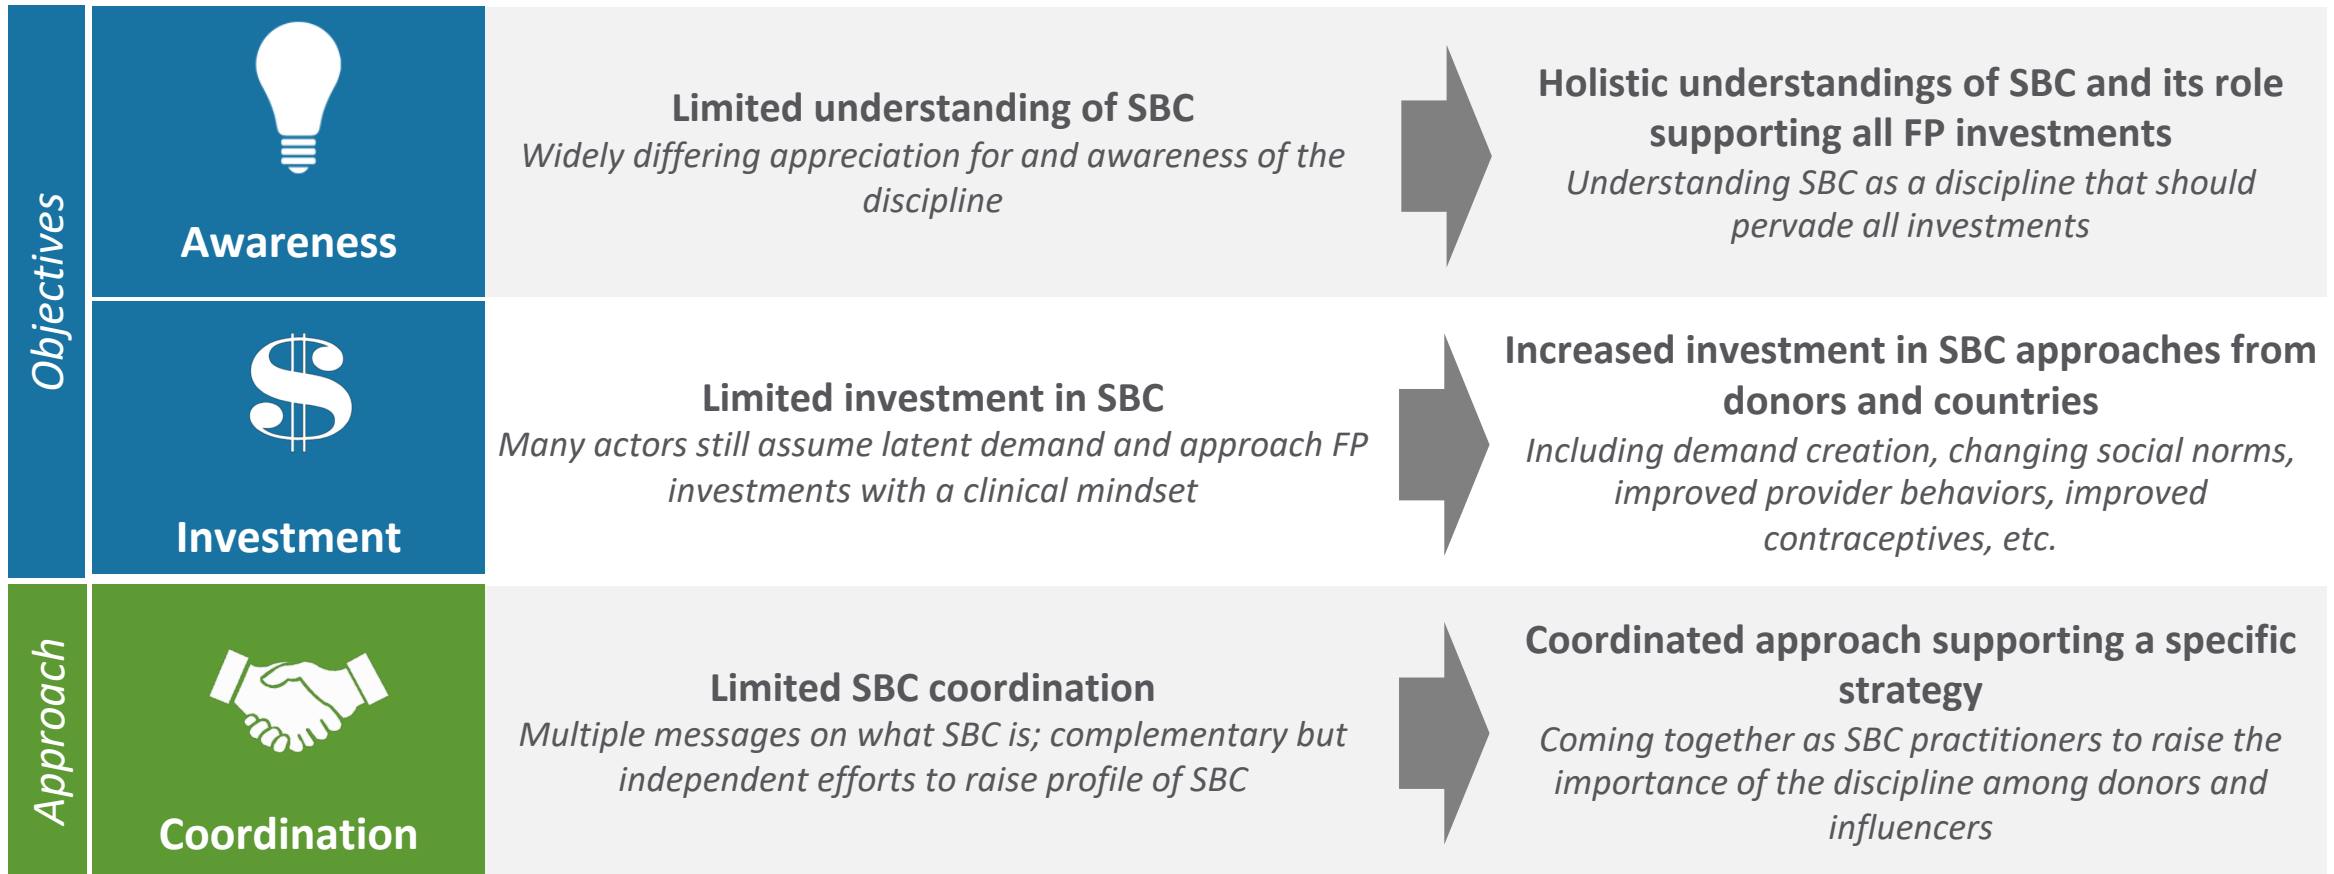 Objectives
Awareness
Limited understanding of SBC
Widely differing appreciation for and awareness of the
discipline
Holistic understandings of SBC and its role
supporting all FP investments
Understanding SBC as a discipline that should
pervade all investments
Investment
Limited investment in SBC
Many actors still assume latent demand and approach FP
investments with a clinical mindset
Increased investment in SBC approaches from
donors and countries
Including demand creation, changing social norms,
improved provider behaviors, improved
contraceptives, etc.
Approach
Coordination
Limited SBC coordination
Multiple messages on what SBC is; complementary but
independent efforts to raise profile of SBC
Coordinated approach supporting a specific
strategy
Coming together as SBC practitioners to raise the
importance of the discipline among donors and
influencers